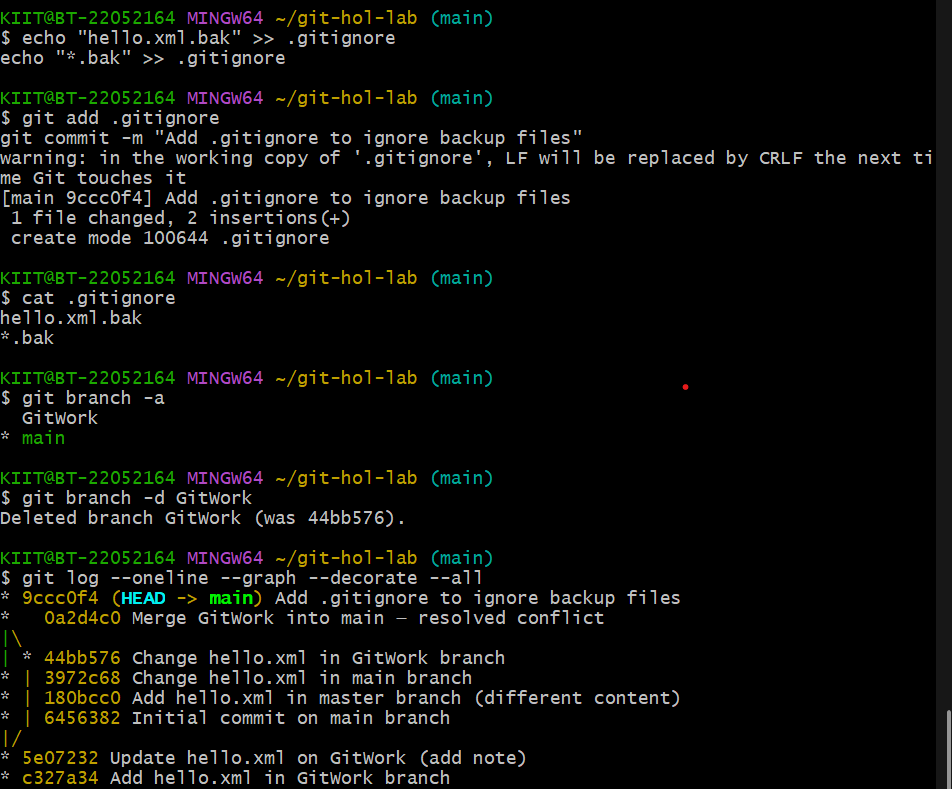 KIIT@BT-22052164 MINGW64 ~/git-hol-lab (main)
$ echo "hello.xml.bak" >> .gitignore
echo "*.bak" >> .gitignore

KIIT@BT-22052164 MINGW64 ~/git-hol-lab (main)
$ git add .gitignore
git commit -m "Add .gitignore to ignore backup files"
warning: in the working copy of '.gitignore', LF will be replaced by CRLF the next ti
me Git touches it
[main 9ccc0f4] Add .gitignore to ignore backup files
 1 file changed, 2 insertions(+)
 create mode 100644 .gitignore

KIIT@BT-22052164 MINGW64 ~/git-hol-lab (main)
$ cat .gitignore
hello.xml.bak
*.bak

KIIT@BT-22052164 MINGW64 ~/git-hol-lab (main)
$ git branch -a
  GitWork
* main

KIIT@BT-22052164 MINGW64 ~/git-hol-lab (main)
$ git branch -d GitWork
Deleted branch GitWork (was 44bb576).

KIIT@BT-22052164 MINGW64 ~/git-hol-lab (main)
$ git log --oneline --graph --decorate --all
* 9ccc0f4 (HEAD -> main) Add .gitignore to ignore backup files
*   0a2d4c0 Merge GitWork into main – resolved conflict
|\
| * 44bb576 Change hello.xml in GitWork branch
* | 3972c68 Change hello.xml in main branch
* | 180bcc0 Add hello.xml in master branch (different content)
* | 6456382 Initial commit on main branch
|/
* 5e07232 Update hello.xml on GitWork (add note)
* c327a34 Add hello.xml in GitWork branch